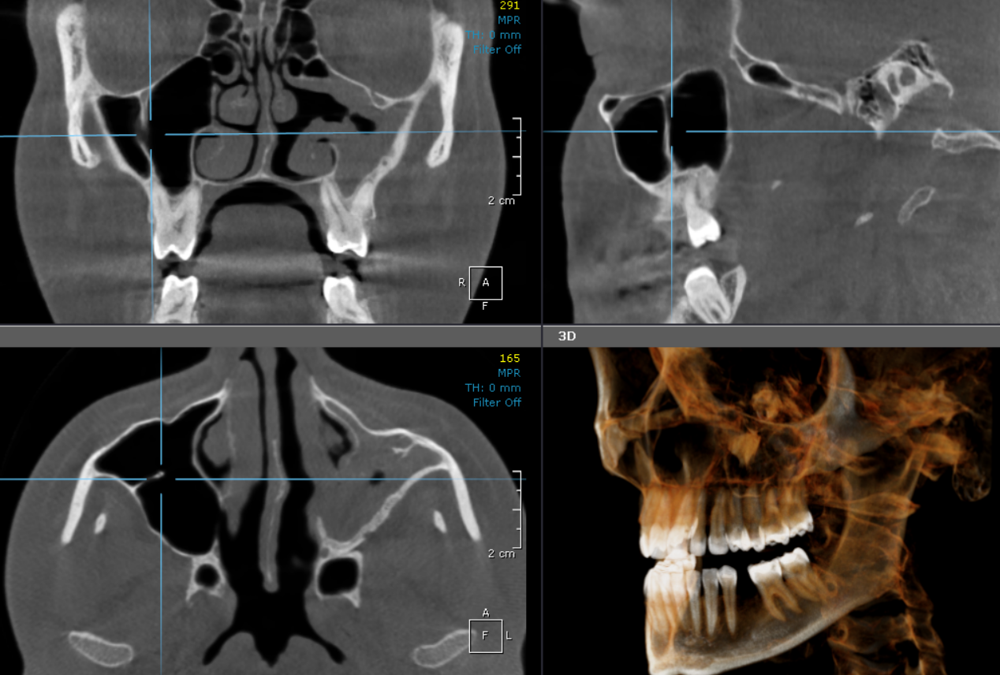 291
MPR
TH: 0 mm
Filter Off
2 cm
R
A
F
3D
165
MPR
TH: 0 mm
Filter Off
2 cm
A
F
L